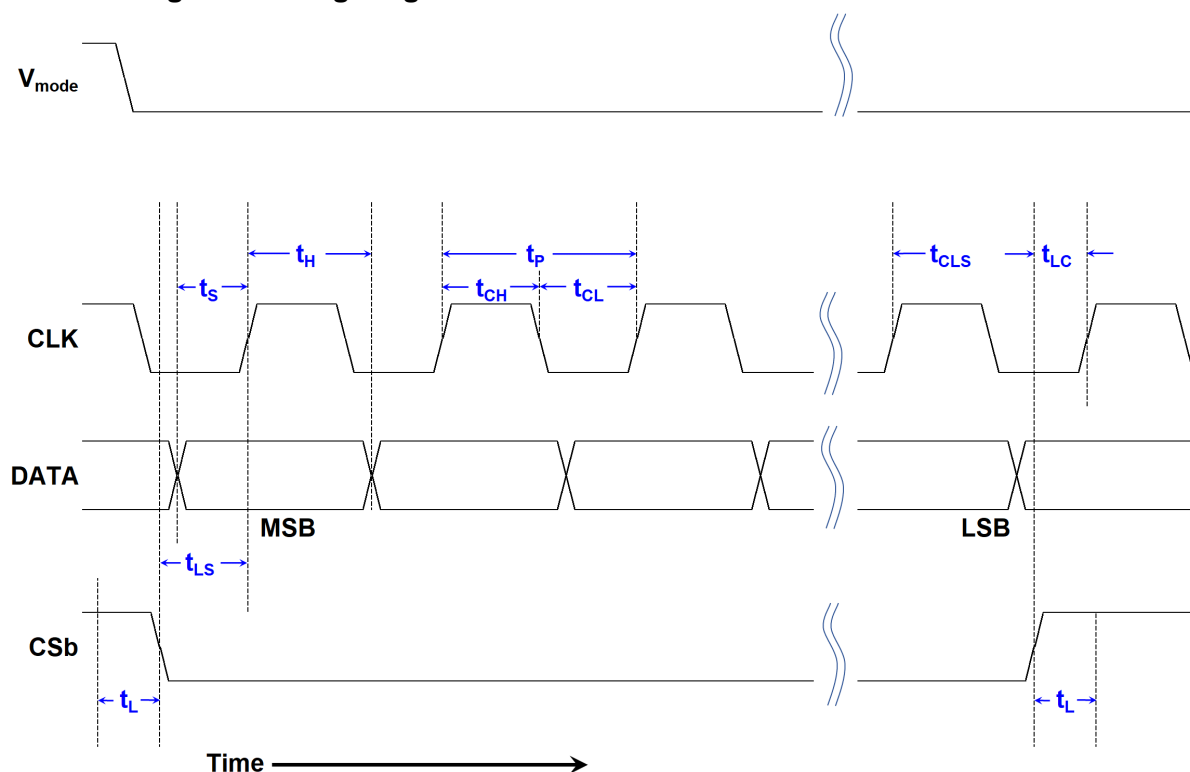 Vmode
tH
tP
tCLS
tLC
tS
tCH
tCL
CLK
DATA
MSB
LSB
tLS
CSb
tL
tL
Time